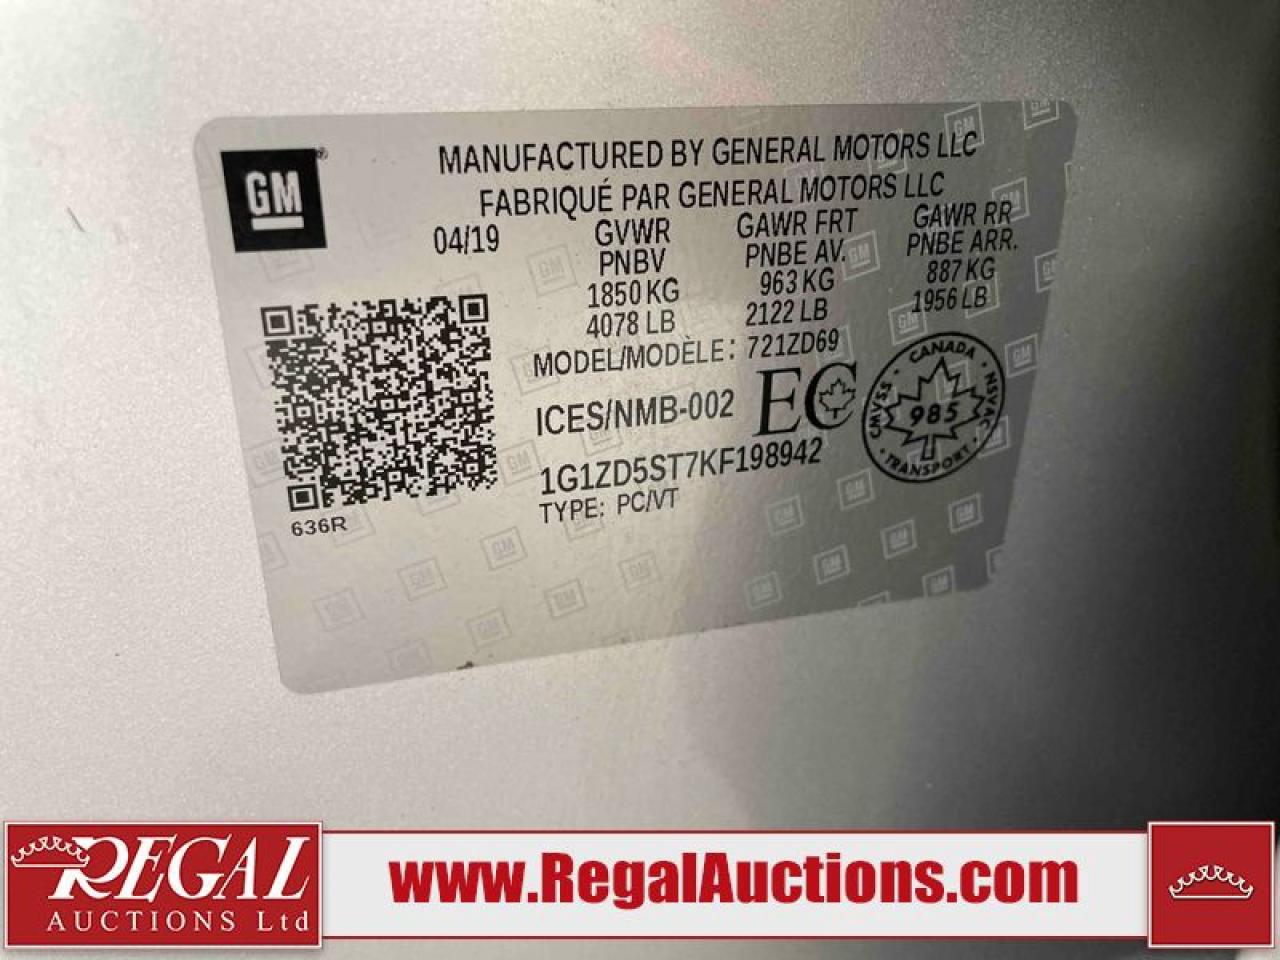 GM
MANUFACTURED BY GENERAL MOTORS LLC
FABRIQUÉ PAR GENERAL MOTORS LLC
04/19
GVWR
PNBV
1850 KG
4078 LB
GAWR FRT
PNBE AV.
963 KG
2122 LB
GAWR RR
PNBE ARR.
887 KG
1956 LB
MODEL/MODÈLE: 721ZD69
ICES/NMB-002
EC
CANADA
CMVSS
985
NSVAC
TRANSPORT
1G1ZD5ST7KF198942
TYPE: PC/VT
636R
REGAL
AUCTIONS Ltd
www.RegalAuctions.com